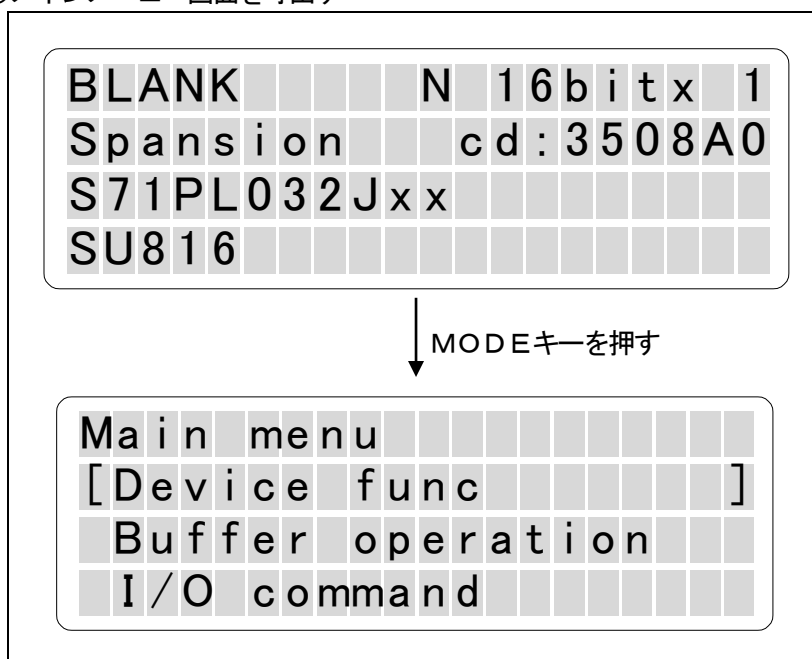 BLANK N 16bitx 1
Spansion cd:3508A0
S71PL032Jxx
SU816
ＭＯＤＥキーを押す
Main menu
[Device func ]
Buffer operation
I/O command